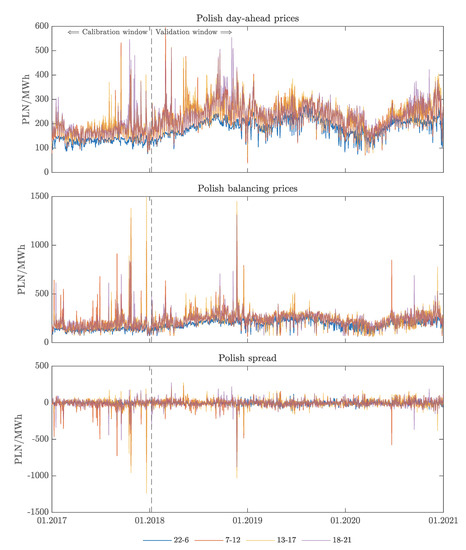 Polish day-ahead prices
600
⇐ Calibration window
Validation window ⇒
500
400
300
200
100
0
PLN/MWh
Polish balancing prices
1500
1000
500
0
PLN/MWh
Polish spread
500
0
-500
-1000
-1500
PLN/MWh
01.2017 01.2018 01.2019 01.2020 01.2021
22-6 7-12 13-17 18-21